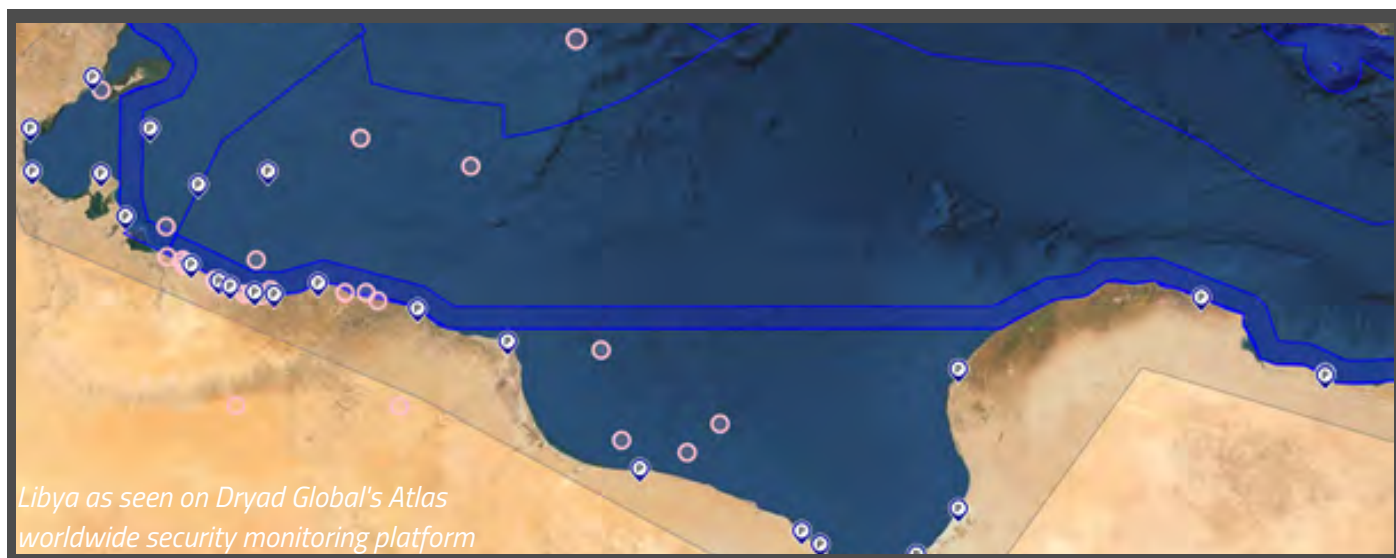 Libya as seen on Dryad Global's Atlas
worldwide security monitoring platform